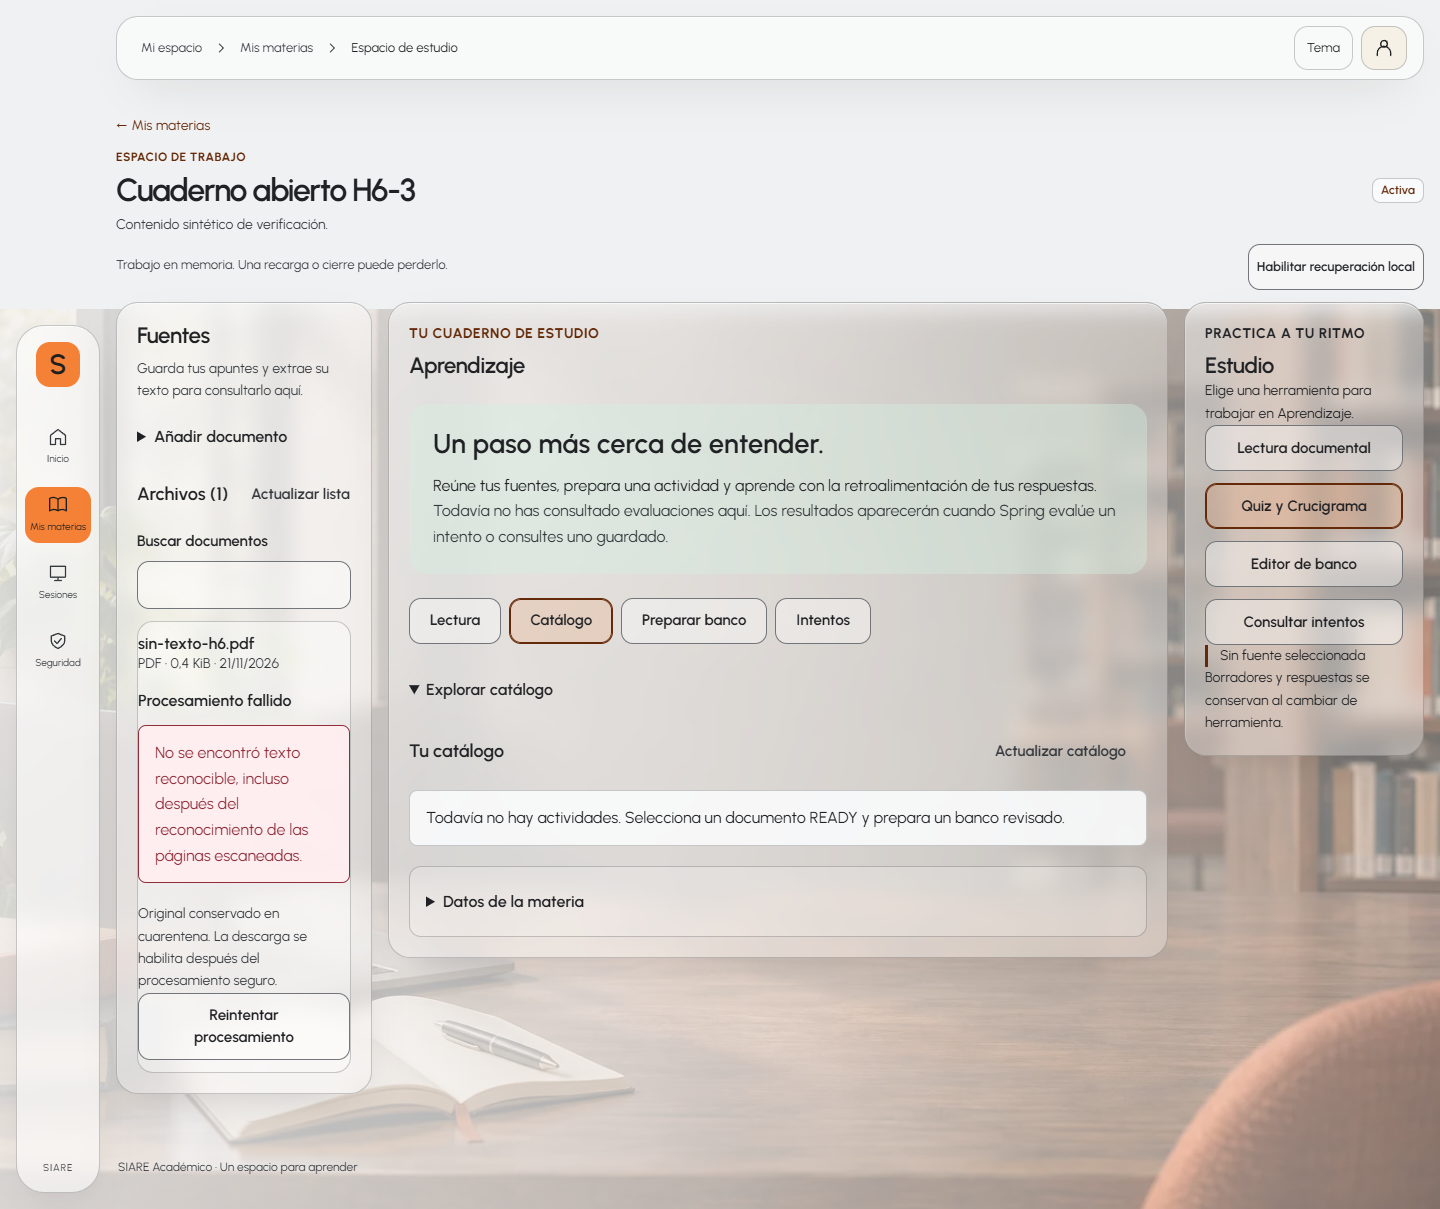 Mi espacio
Mis materias
Espacio de estudio
Tema
← Mis materias
ESPACIO DE TRABAJO
Cuaderno abierto H6-3
Activa
Contenido sintético de verificación.
Trabajo en memoria. Una recarga o cierre puede perderlo.
Habilitar recuperación local
S
Inicio
Mis materias
Sesiones
Seguridad
SIARE
Fuentes
Guarda tus apuntes y extrae su
texto para consultarlo aquí.
Añadir documento
Archivos (1)
Actualizar lista
Buscar documentos
sin-texto-h6.pdf
PDF · 0,4 KiB · 21/11/2026
Procesamiento fallido
No se encontró texto
reconocible, incluso
después del
reconocimiento de las
páginas escaneadas.
Original conservado en
cuarentena. La descarga se
habilita después del
procesamiento seguro.
Reintentar
procesamiento
TU CUADERNO DE ESTUDIO
Aprendizaje
Un paso más cerca de entender.
Reúne tus fuentes, prepara una actividad y aprende con la retroalimentación de tus respuestas.
Todavía no has consultado evaluaciones aquí. Los resultados aparecerán cuando Spring evalúe un
intento o consultes uno guardado.
Lectura
Catálogo
Preparar banco
Intentos
Explorar catálogo
Tu catálogo
Actualizar catálogo
Todavía no hay actividades. Selecciona un documento READY y prepara un banco revisado.
Datos de la materia
PRACTICA A TU RITMO
Estudio
Elige una herramienta para
trabajar en Aprendizaje.
Lectura documental
Quiz y Crucigrama
Editor de banco
Consultar intentos
Sin fuente seleccionada
Borradores y respuestas se
conservan al cambiar de
herramienta.
SIARE Académico · Un espacio para aprender